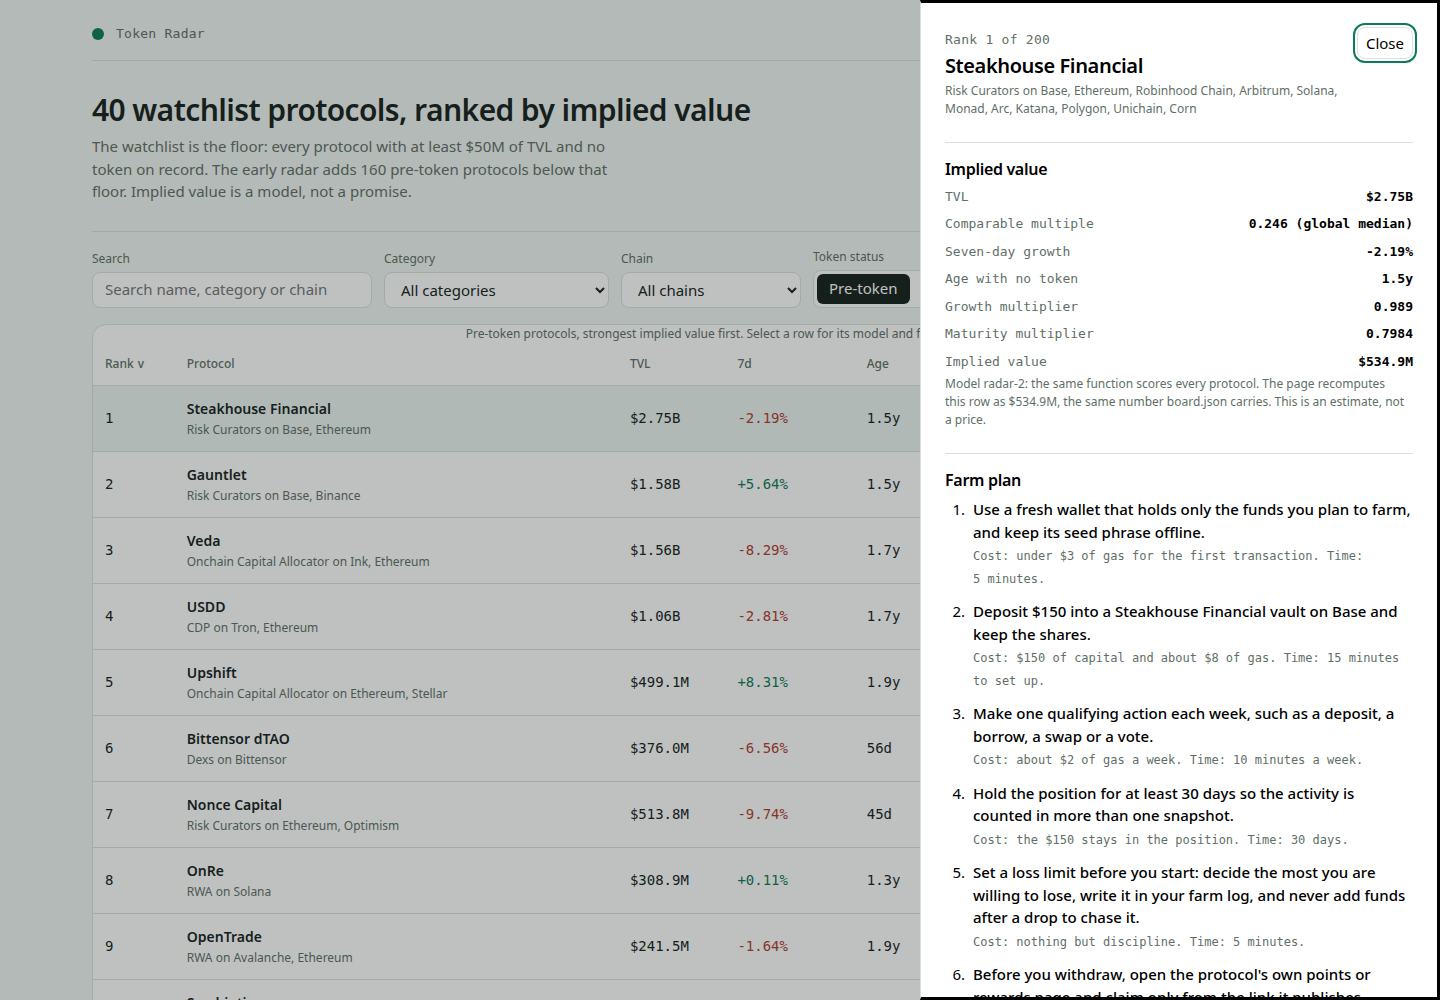 Token Radar
40 watchlist protocols, ranked by implied value
The watchlist is the floor: every protocol with at least $50M of TVL and no
token on record. The early radar adds 160 pre-token protocols below that
floor. Implied value is a model, not a promise.
Search
Category
Chain
Token status
Search name, category or chain
All categories
All chains
Pre-token
Pre-token protocols, strongest implied value first. Select a row for its model and f
Rank v Protocol TVL 7d Age
1 Steakhouse Financial $2.75B -2.19% 1.5y
Risk Curators on Base, Ethereum
2 Gauntlet $1.58B +5.64% 1.5y
Risk Curators on Base, Binance
3 Veda $1.56B -8.29% 1.7y
Onchain Capital Allocator on Ink, Ethereum
4 USDD $1.06B -2.81% 1.7y
CDP on Tron, Ethereum
5 Upshift $499.1M +8.31% 1.9y
Onchain Capital Allocator on Ethereum, Stellar
6 Bittensor dTAO $376.0M -6.56% 56d
Dexs on Bittensor
7 Nonce Capital $513.8M -9.74% 45d
Risk Curators on Ethereum, Optimism
8 OnRe $308.9M +0.11% 1.3y
RWA on Solana
9 OpenTrade $241.5M -1.64% 1.9y
RWA on Avalanche, Ethereum
Rank 1 of 200
Close
Steakhouse Financial
Risk Curators on Base, Ethereum, Robinhood Chain, Arbitrum, Solana,
Monad, Arc, Katana, Polygon, Unichain, Corn
Implied value
TVL $2.75B
Comparable multiple 0.246 (global median)
Seven-day growth -2.19%
Age with no token 1.5y
Growth multiplier 0.989
Maturity multiplier 0.7984
Implied value $534.9M
Model radar-2: the same function scores every protocol. The page recomputes
this row as $534.9M, the same number board.json carries. This is an estimate, not
a price.
Farm plan
1. Use a fresh wallet that holds only the funds you plan to farm,
and keep its seed phrase offline.
Cost: under $3 of gas for the first transaction. Time:
5 minutes.
2. Deposit $150 into a Steakhouse Financial vault on Base and
keep the shares.
Cost: $150 of capital and about $8 of gas. Time: 15 minutes
to set up.
3. Make one qualifying action each week, such as a deposit, a
borrow, a swap or a vote.
Cost: about $2 of gas a week. Time: 10 minutes a week.
4. Hold the position for at least 30 days so the activity is
counted in more than one snapshot.
Cost: the $150 stays in the position. Time: 30 days.
5. Set a loss limit before you start: decide the most you are
willing to lose, write it in your farm log, and never add funds
after a drop to chase it.
Cost: nothing but discipline. Time: 5 minutes.
6. Before you withdraw, open the protocol's own points or
rewards page and claim only from the link it publishes